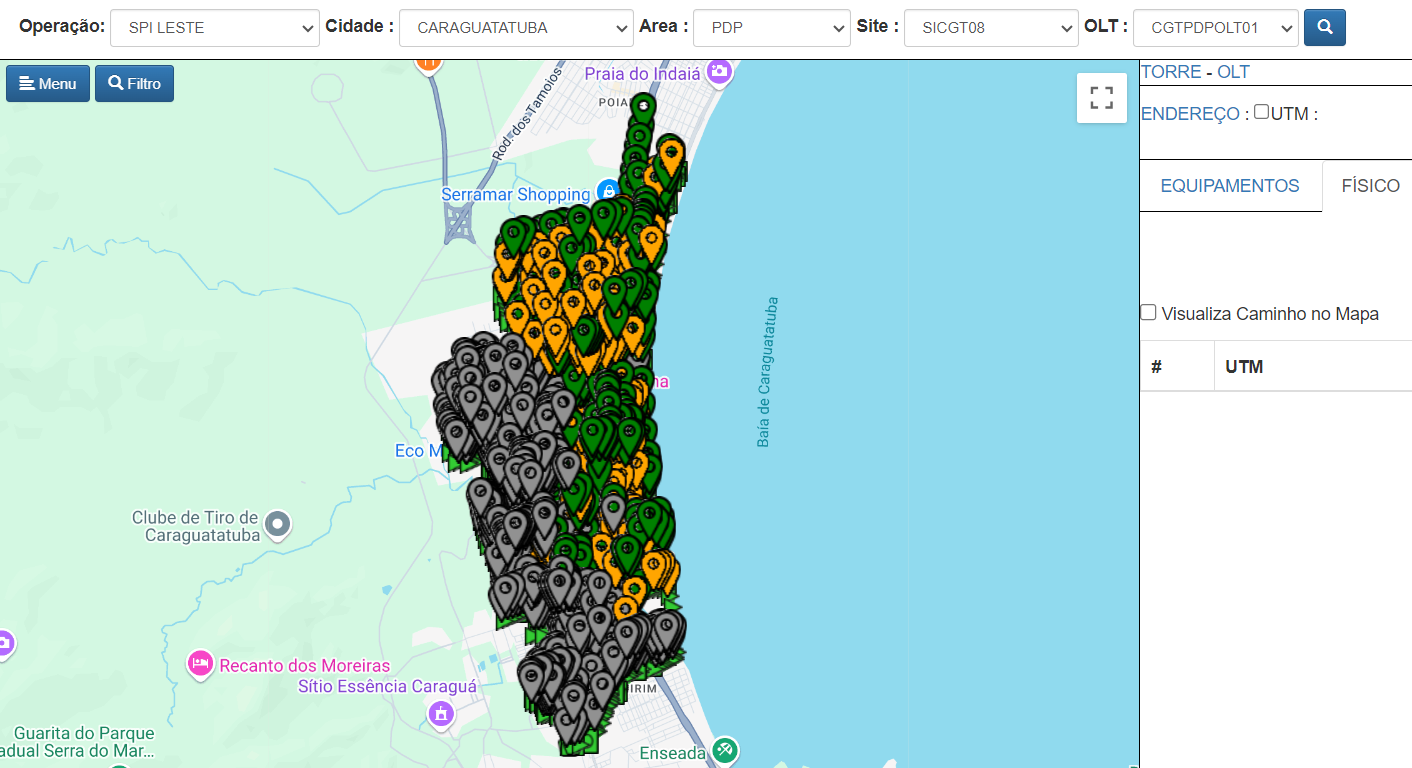 Operação: SPI LESTE Cidade : CARAGUATATUBA Area : PDP Site : SICGT08 OLT : CGTPDPOLT01
Menu Filtro
Praia do Indaiá
Rod. dos Tamoios
Serramar Shopping
Baía de Caraguatatuba
Eco
Clube de Tiro de
Caraguatatuba
Recanto dos Moreiras
Sítio Essência Caraguá
Guarita do Parque
adual Serra do Mar...
Enseada
TORRE - OLT
ENDEREÇO : UTM :
EQUIPAMENTOS FÍSICO
Visualiza Caminho no Mapa
# UTM